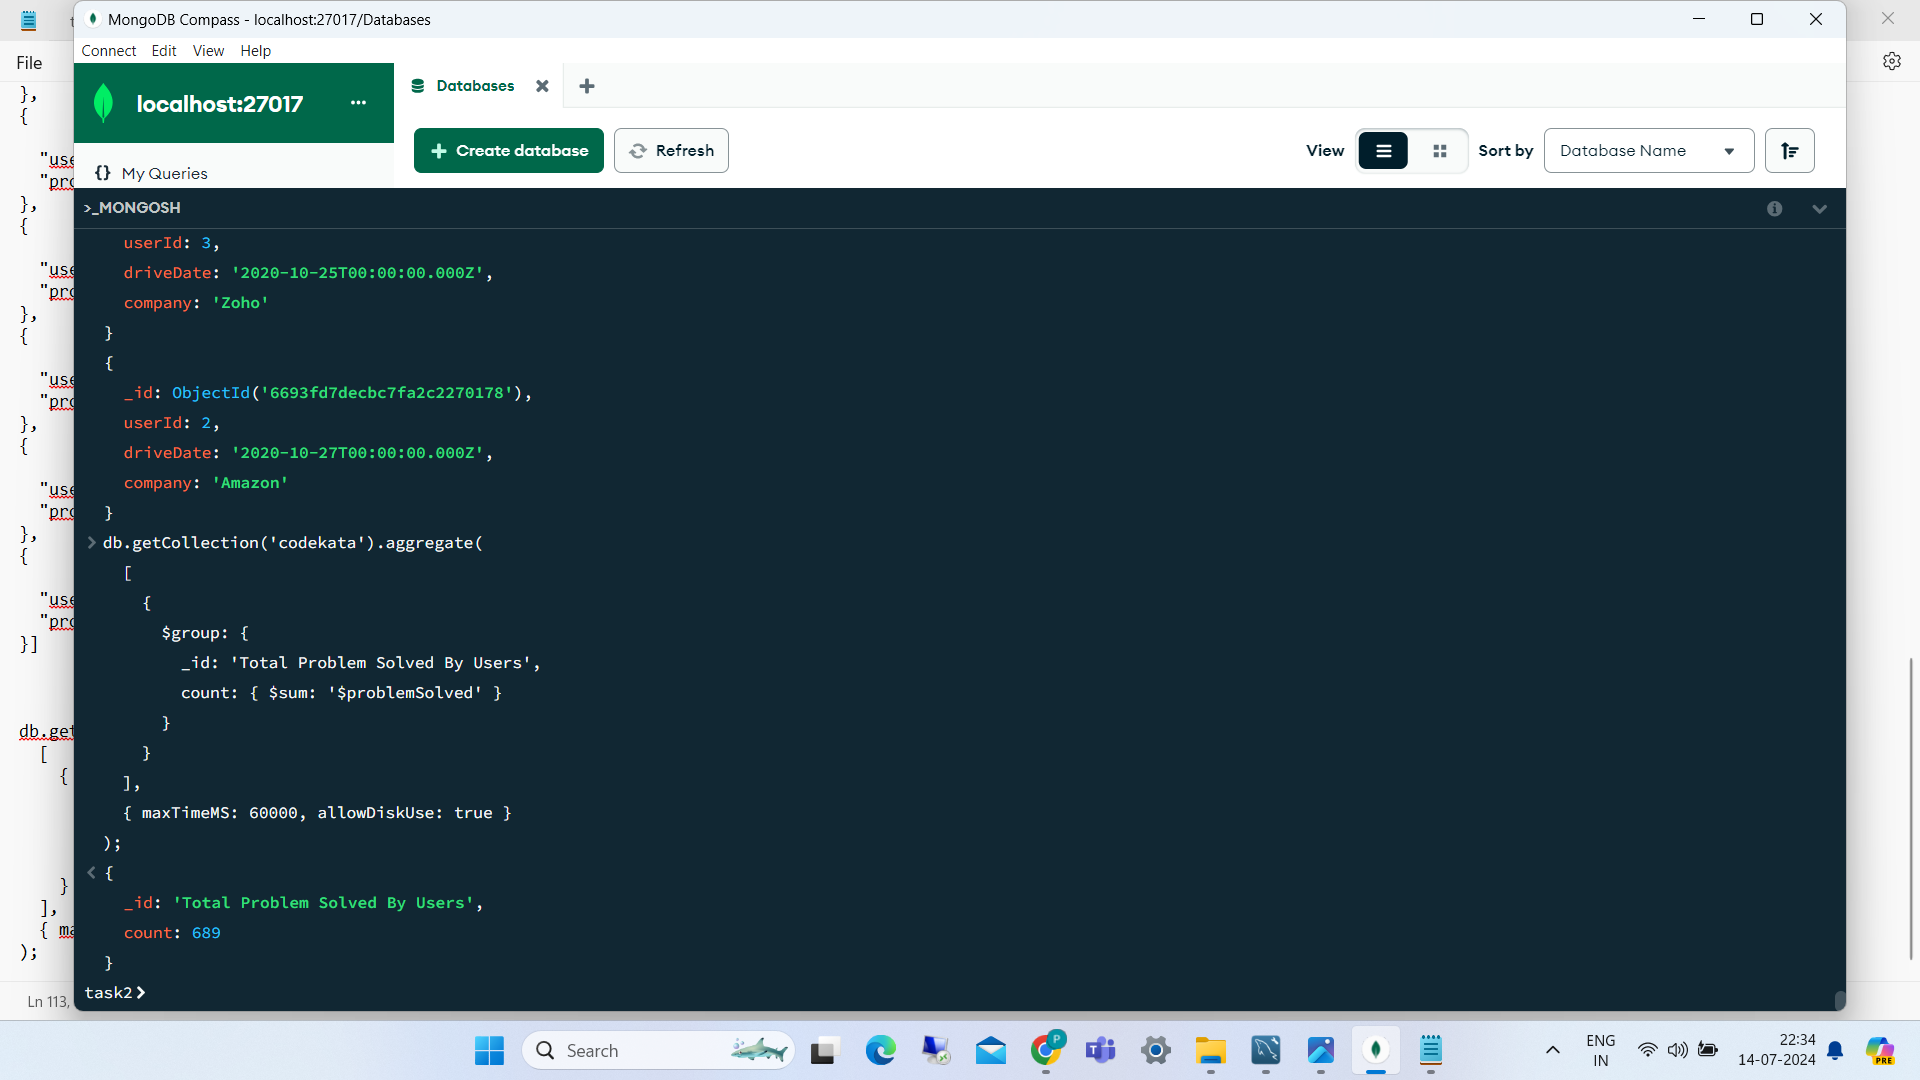 MongoDB Compass - localhost:27017/Databases
Connect Edit View Help
File
localhost:27017 ...
Databases
Create database
Refresh
View
Sort by
Database Name
{} My Queries
>_MONGOSH
userId: 3,
driveDate: '2020-10-25T00:00:00.000Z',
company: 'Zoho'
}
{
_id: ObjectId('6693fd7decbc7fa2c2270178'),
userId: 2,
driveDate: '2020-10-27T00:00:00.000Z',
company: 'Amazon'
}
> db.getCollection('codekata').aggregate(
[
{
$group: {
_id: 'Total Problem Solved By Users',
count: { $sum: '$problemSolved' }
}
}
],
{ maxTimeMS: 60000, allowDiskUse: true }
);
< {
_id: 'Total Problem Solved By Users',
count: 689
}
task2>
},
{
"use
"pro
},
{
"use
"pro
},
{
"use
"pro
},
{
"use
"pro
},
{
"use
"pro
}]
db.get
[
{
}
],
{ ma
);
Ln 113,
Search
P
PRE
ENG
IN
22:34
14-07-2024